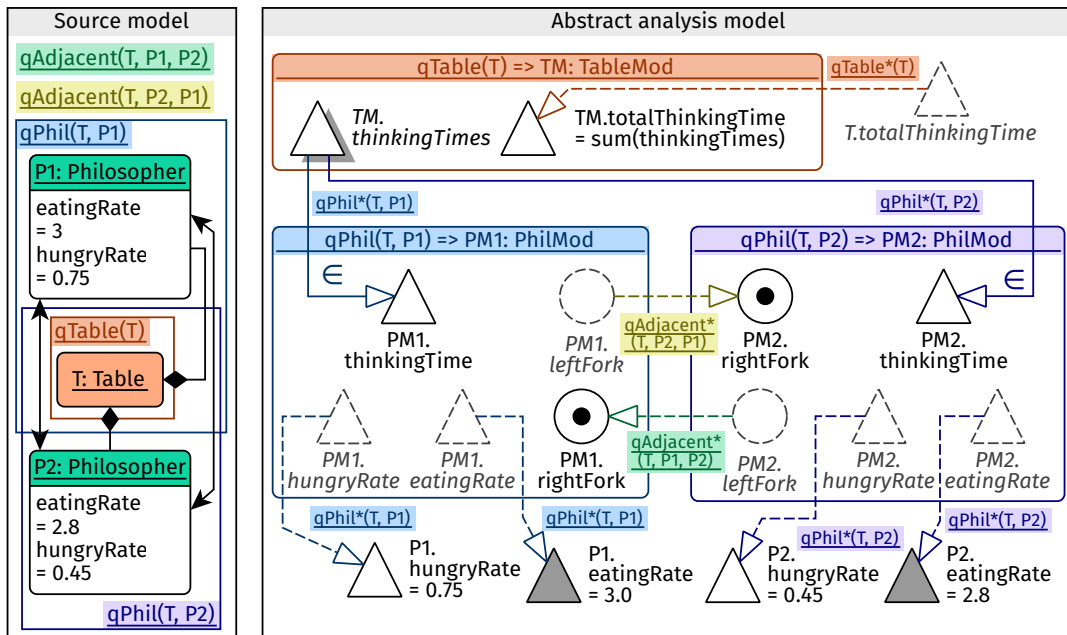 Source model
qAdjacent(T, P1, P2)
qAdjacent(T, P2, P1)
qPhil(T, P1)
P1: Philosopher
eatingRate
= 3
hungryRate
= 0.75
qTable(T)
T: Table
P2: Philosopher
eatingRate
= 2.8
hungryRate
= 0.45
qPhil(T, P2)
Abstract analysis model
qTable(T) => TM: TableMod
TM.
thinkingTimes
TM.totalThinkingTime
= sum(thinkingTimes)
qTable*(T)
T.totalThinkingTime
qPhil*(T, P1)
qPhil*(T, P2)
qPhil(T, P1) => PM1: PhilMod
∈
PM1.
thinkingTime
PM1.
leftFork
qAdjacent*
(T, P2, P1)
PM1.
hungryRate
PM1.
eatingRate
PM1.
rightFork
qAdjacent*
(T, P1, P2)
qPhil(T, P2) => PM2: PhilMod
PM2.
rightFork
∈
PM2.
thinkingTime
PM2.
leftFork
PM2.
hungryRate
PM2.
eatingRate
qPhil*(T, P1)
P1.
hungryRate
= 0.75
qPhil*(T, P1)
P1.
eatingRate
= 3.0
qPhil*(T, P2)
P2.
hungryRate
= 0.45
qPhil*(T, P2)
P2.
eatingRate
= 2.8